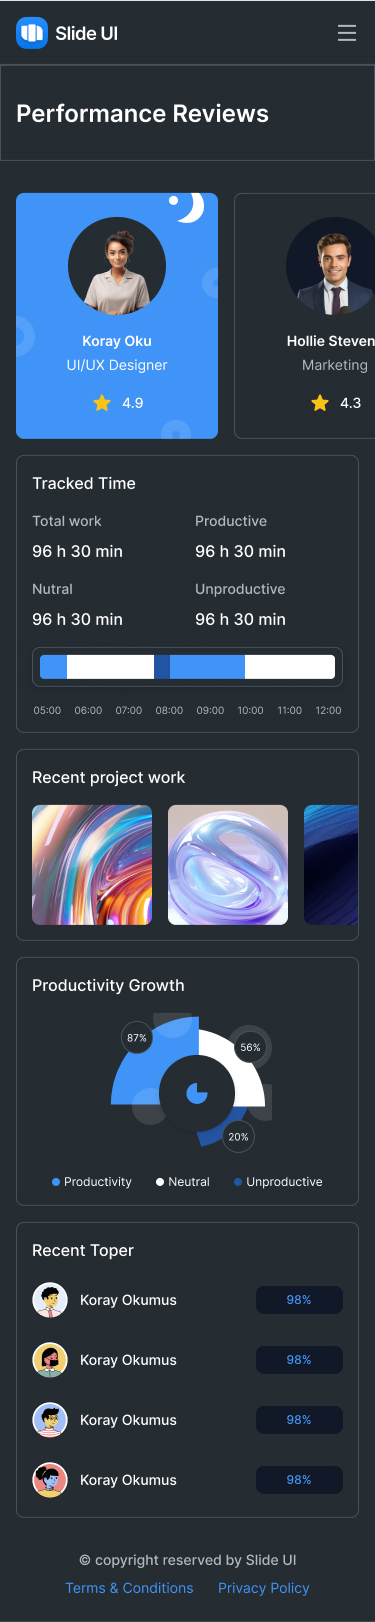 Slide UI
Performance Reviews
Koray Oku
UI/UX Designer
4.9
Hollie Steven
Marketing
4.3
Tracked Time
Total work Productive
96 h 30 min 96 h 30 min
Nutral Unproductive
96 h 30 min 96 h 30 min
05:00 06:00 07:00 08:00 09:00 10:00 11:00 12:00
Recent project work
Productivity Growth
87%
56%
20%
Productivity Neutral Unproductive
Recent Toper
Koray Okumus 98%
Koray Okumus 98%
Koray Okumus 98%
Koray Okumus 98%
© copyright reserved by Slide UI
Terms & Conditions Privacy Policy